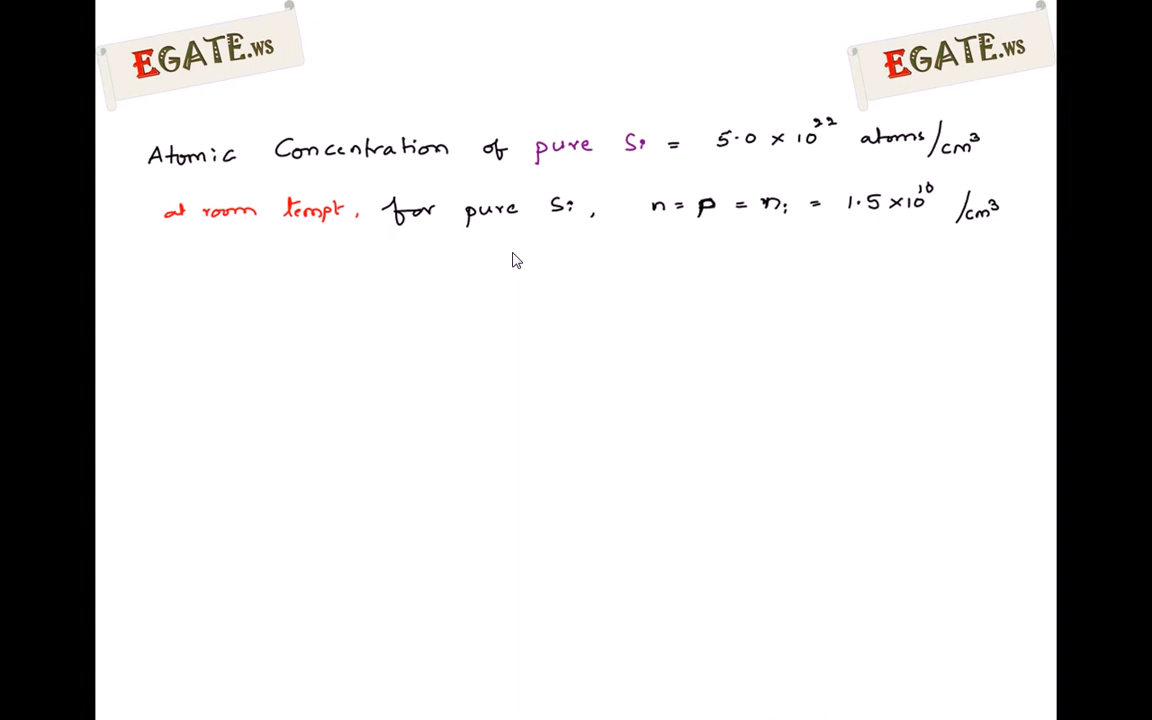 EGATE.ws EGATE.ws
Atomic Concentration of pure Si = 5.0 × 10²² atoms/cm³
at room tempt, for pure Si, n = p = nᵢ = 1.5 × 10¹⁰ /cm³